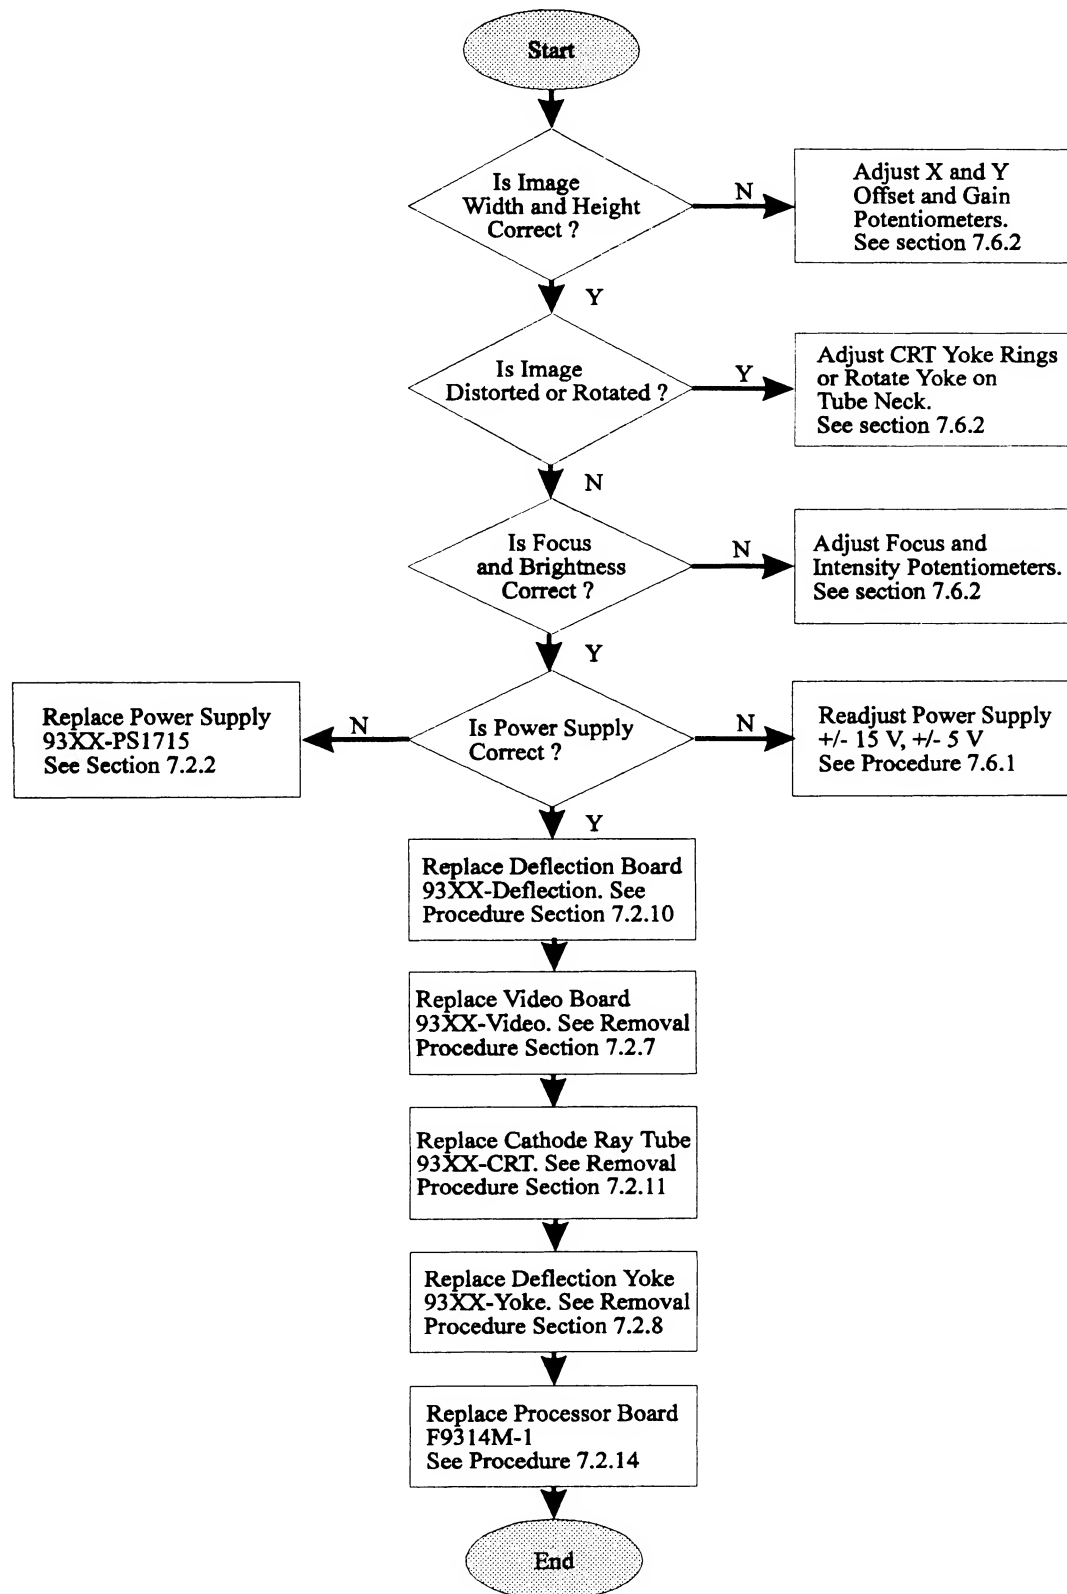 Start
Is Image
Width and Height
Correct ?
N
Adjust X and Y
Offset and Gain
Potentiometers.
See section 7.6.2
Y
Is Image
Distorted or Rotated ?
Y
Adjust CRT Yoke Rings
or Rotate Yoke on
Tube Neck.
See section 7.6.2
N
Is Focus
and Brightness
Correct ?
N
Adjust Focus and
Intensity Potentiometers.
See section 7.6.2
Y
Replace Power Supply
93XX-PS1715
See Section 7.2.2
N
Is Power Supply
Correct ?
N
Readjust Power Supply
+/- 15 V, +/- 5 V
See Procedure 7.6.1
Y
Replace Deflection Board
93XX-Deflection. See
Procedure Section 7.2.10
Replace Video Board
93XX-Video. See Removal
Procedure Section 7.2.7
Replace Cathode Ray Tube
93XX-CRT. See Removal
Procedure Section 7.2.11
Replace Deflection Yoke
93XX-Yoke. See Removal
Procedure Section 7.2.8
Replace Processor Board
F9314M-1
See Procedure 7.2.14
End